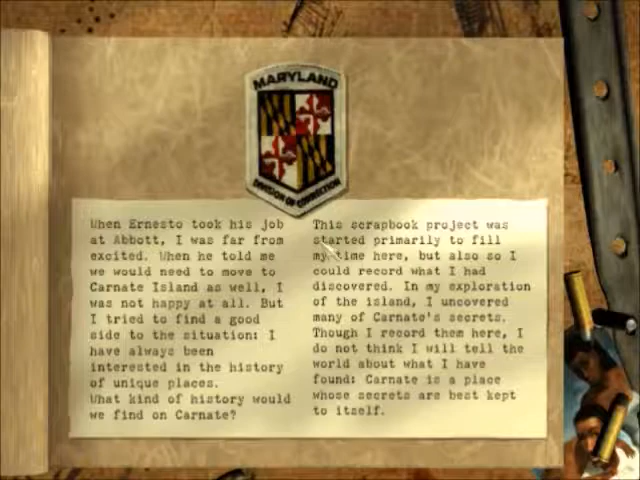 MARYLAND
DIVISION OF CORRECTION
When Ernesto took his job
at Abbott, I was far from
excited. When he told me
we would need to move to
Carnate Island as well, I
was not happy at all. But
I tried to find a good
side to the situation: I
have always been
interested in the history
of unique places.
What kind of history would
we find on Carnate?
This scrapbook project was
started primarily to fill
my time here, but also so I
could record what I had
discovered. In my exploration
of the island, I uncovered
many of Carnate's secrets.
Though I record them here, I
do not think I will tell the
world about what I have
found: Carnate is a place
whose secrets are best kept
to itself.